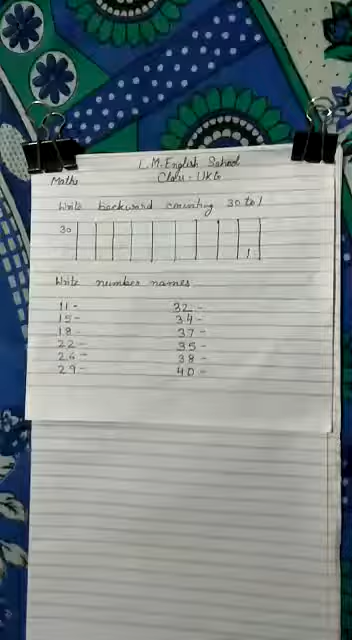 L.M. English School
Maths Class - UKG
Write backward counting 30 to 1
30
1
Write number names
11 - 32 -
15 - 34 -
18 - 37 -
22 - 35 -
26 - 38 -
29 - 40 -